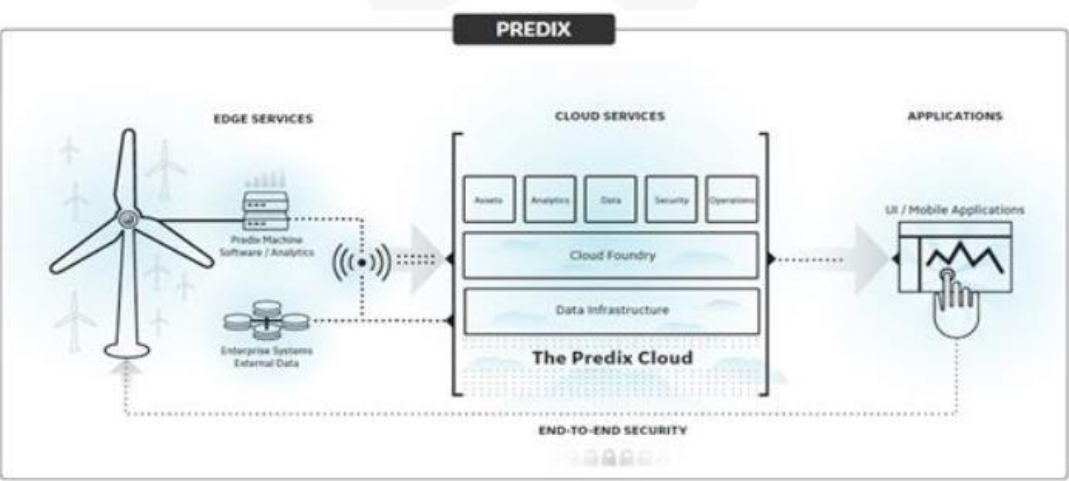 PREDIX
EDGE SERVICES
CLOUD SERVICES
APPLICATIONS
Assets
Analytics
Data
Security
Operations
UI / Mobile Applications
Predix Machine
Software / Analytics
Cloud Foundry
Data Infrastructure
Enterprise Systems
External Data
The Predix Cloud
END-TO-END SECURITY